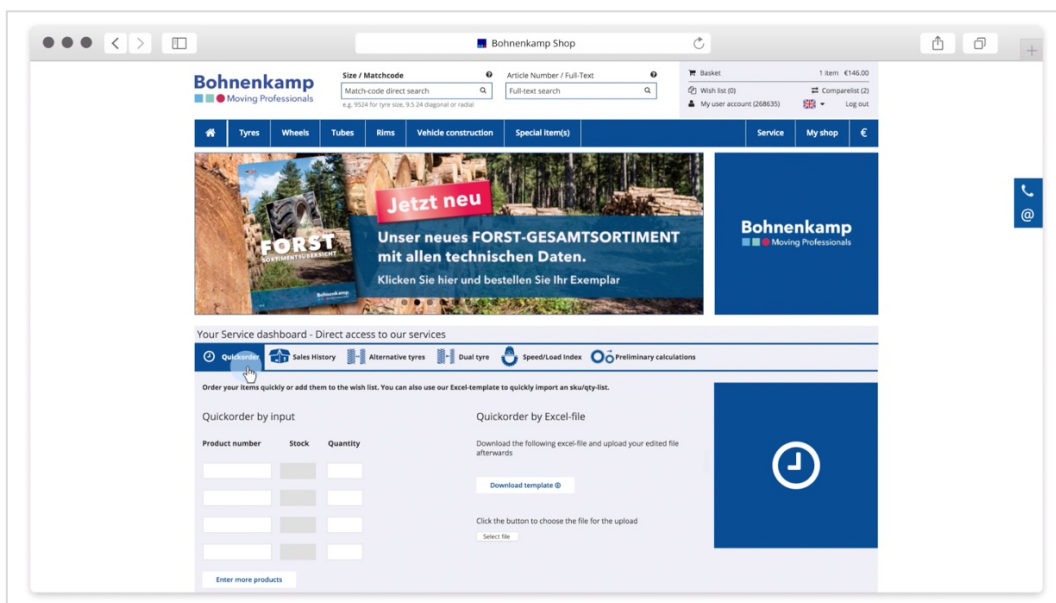 Bohnenkamp Shop
Bohnenkamp
Moving Professionals
Size / Matchcode
Match-code direct search
e.g. 9524 for tyre size, 9.5 24 diagonal or radial
Article Number / Full-Text
Full-text search
Basket 1 item €146.00
Wish list (0) Comparelist (2)
My user account (268635) Log out
Tyres Wheels Tubes Rims Vehicle construction Special item(s) Service My shop €
FORST
SORTIMENTSÜBERSICHT
Bohnenkamp
Jetzt neu
Unser neues FORST-GESAMTSORTIMENT
mit allen technischen Daten.
Klicken Sie hier und bestellen Sie Ihr Exemplar
Bohnenkamp
Moving Professionals
@
Your Service dashboard - Direct access to our services
Quickorder Sales History Alternative tyres Dual tyre Speed/Load Index Preliminary calculations
Order your items quickly or add them to the wish list. You can also use our Excel-template to quickly import an sku/qty-list.
Quickorder by input
Product number Stock Quantity
Enter more products
Quickorder by Excel-file
Download the following excel-file and upload your edited file
afterwards
Download template
Click the button to choose the file for the upload
Select file